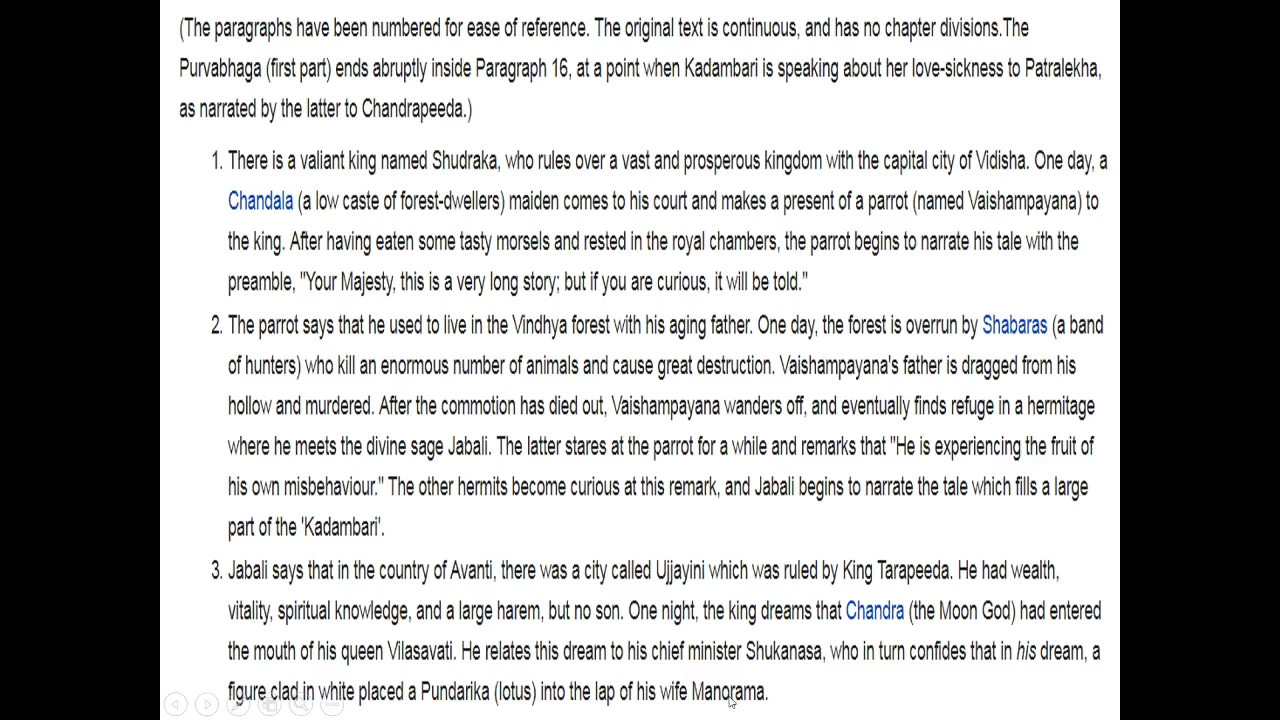 (The paragraphs have been numbered for ease of reference. The original text is continuous, and has no chapter divisions.The
Purvabhaga (first part) ends abruptly inside Paragraph 16, at a point when Kadambari is speaking about her love-sickness to Patralekha,
as narrated by the latter to Chandrapeeda.)
1. There is a valiant king named Shudraka, who rules over a vast and prosperous kingdom with the capital city of Vidisha. One day, a
Chandala (a low caste of forest-dwellers) maiden comes to his court and makes a present of a parrot (named Vaishampayana) to
the king. After having eaten some tasty morsels and rested in the royal chambers, the parrot begins to narrate his tale with the
preamble, "Your Majesty, this is a very long story; but if you are curious, it will be told."
2. The parrot says that he used to live in the Vindhya forest with his aging father. One day, the forest is overrun by Shabaras (a band
of hunters) who kill an enormous number of animals and cause great destruction. Vaishampayana's father is dragged from his
hollow and murdered. After the commotion has died out, Vaishampayana wanders off, and eventually finds refuge in a hermitage
where he meets the divine sage Jabali. The latter stares at the parrot for a while and remarks that "He is experiencing the fruit of
his own misbehaviour." The other hermits become curious at this remark, and Jabali begins to narrate the tale which fills a large
part of the 'Kadambari'.
3. Jabali says that in the country of Avanti, there was a city called Ujjayini which was ruled by King Tarapeeda. He had wealth,
vitality, spiritual knowledge, and a large harem, but no son. One night, the king dreams that Chandra (the Moon God) had entered
the mouth of his queen Vilasavati. He relates this dream to his chief minister Shukanasa, who in turn confides that in his dream, a
figure clad in white placed a Pundarika (lotus) into the lap of his wife Manorama.